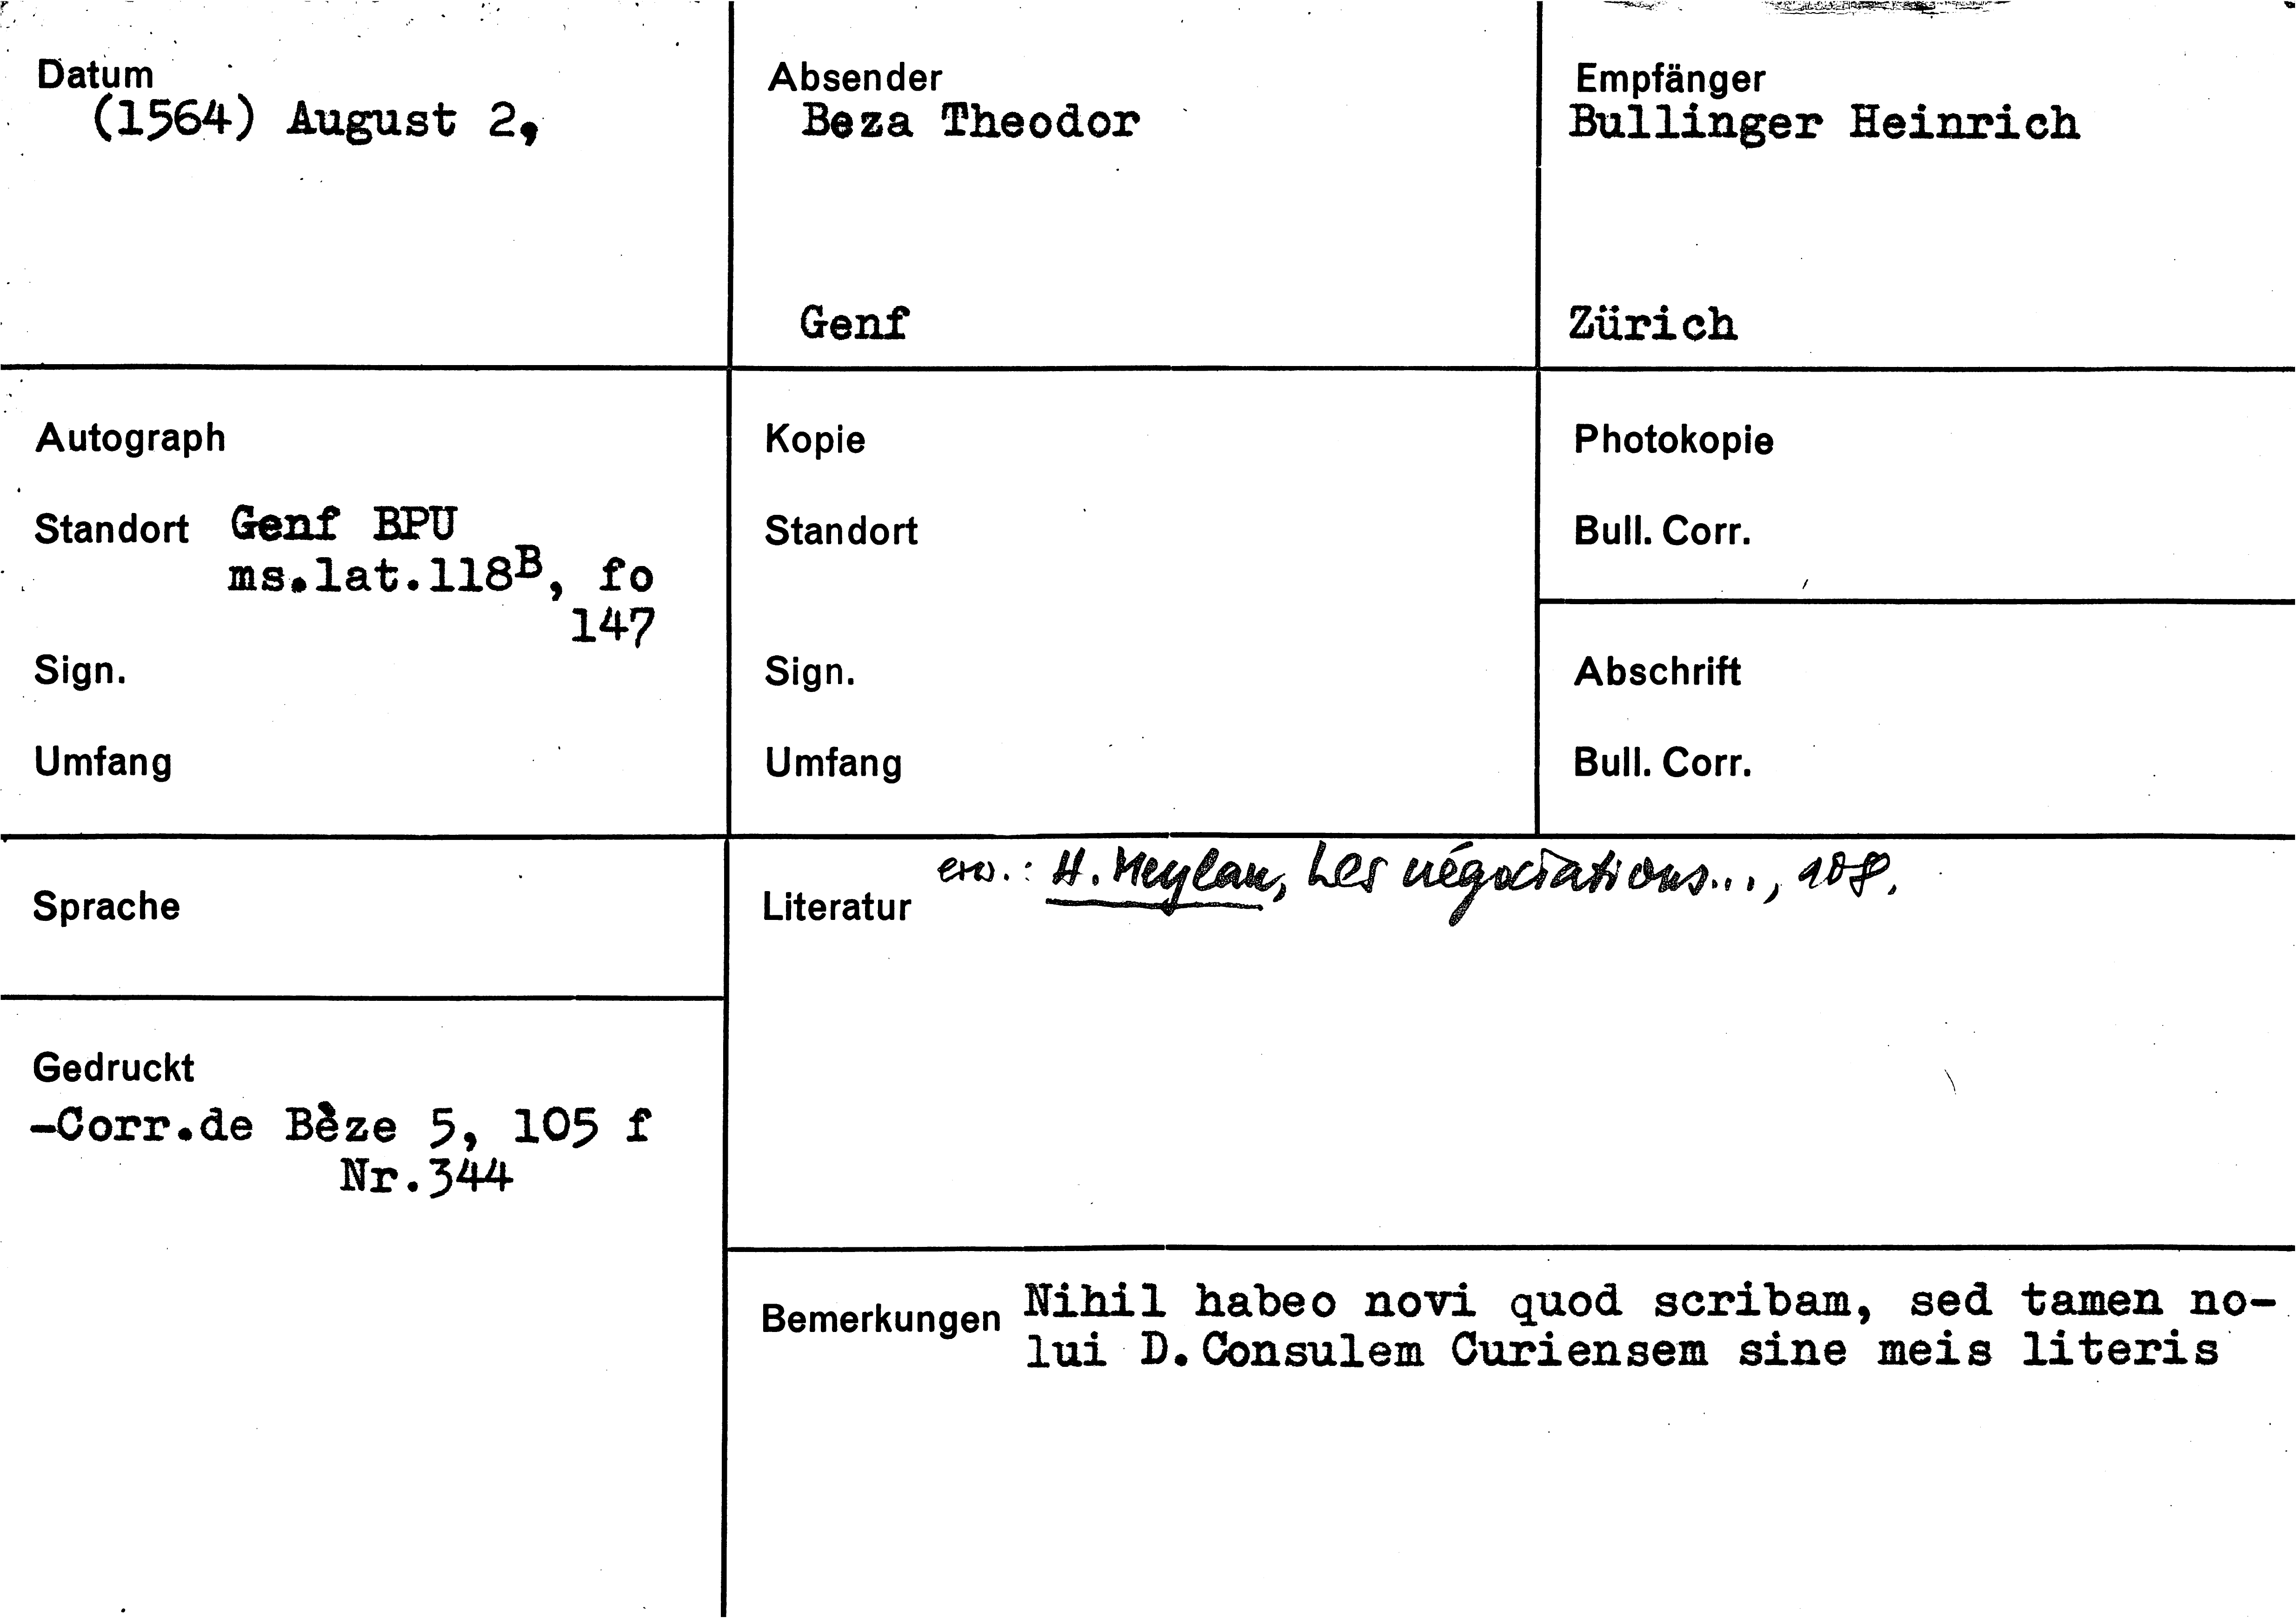 Datum
(1564) August 2,
Absender
Beza Theodor
Genf
Empfänger
Bullinger Heinrich
Zürich
Autograph
Standort Genf BPU
ms.lat.118B, fo
147
Sign.
Umfang
Kopie
Standort
Sign.
Umfang
Photokopie
Bull. Corr.
Abschrift
Bull. Corr.
Sprache
Gedruckt
-Corr.de Bèze 5, 105 f
Nr.344
erw.: H. Meylan, Les négociations...,
Literatur
Bemerkungen Nihil habeo novi quod scribam, sed tamen no-
lui D.Consulem Curiensem sine meis literis